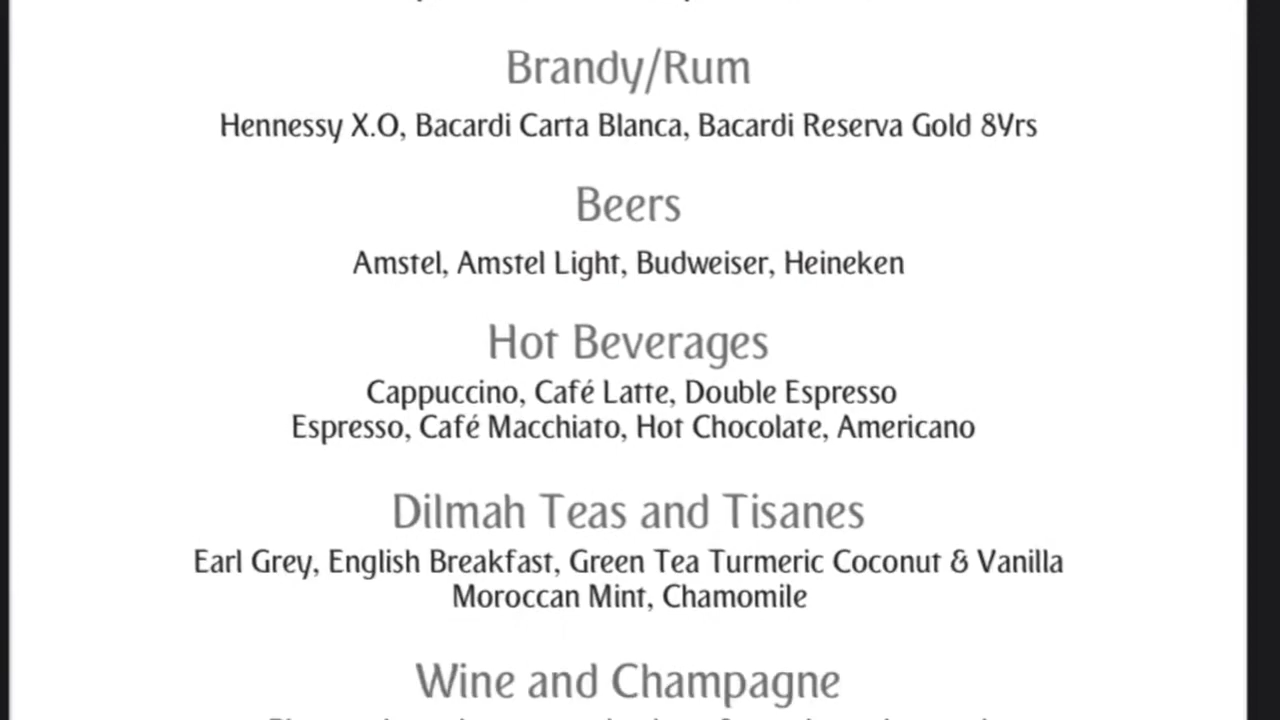 Brandy/Rum
Hennessy X.O, Bacardi Carta Blanca, Bacardi Reserva Gold 8Yrs
Beers
Amstel, Amstel Light, Budweiser, Heineken
Hot Beverages
Cappuccino, Café Latte, Double Espresso
Espresso, Café Macchiato, Hot Chocolate, Americano
Dilmah Teas and Tisanes
Earl Grey, English Breakfast, Green Tea Turmeric Coconut & Vanilla
Moroccan Mint, Chamomile
Wine and Champagne